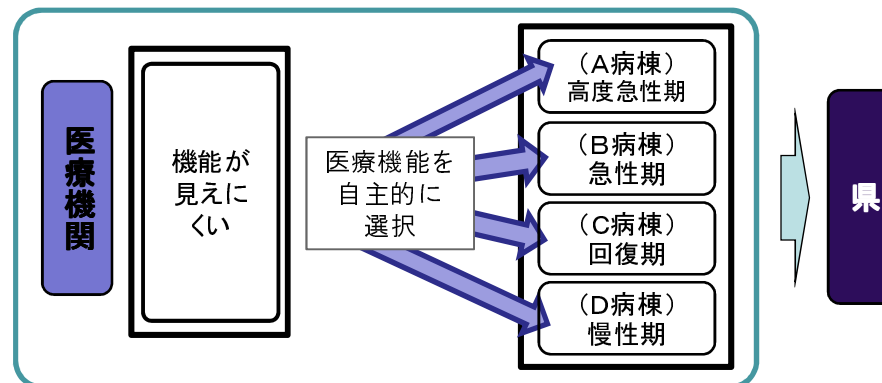 医療機関
機能が
見えに
くい
医療機能を
自主的に
選択
（A病棟）
高度急性期
（B病棟）
急性期
（C病棟）
回復期
（D病棟）
慢性期
県